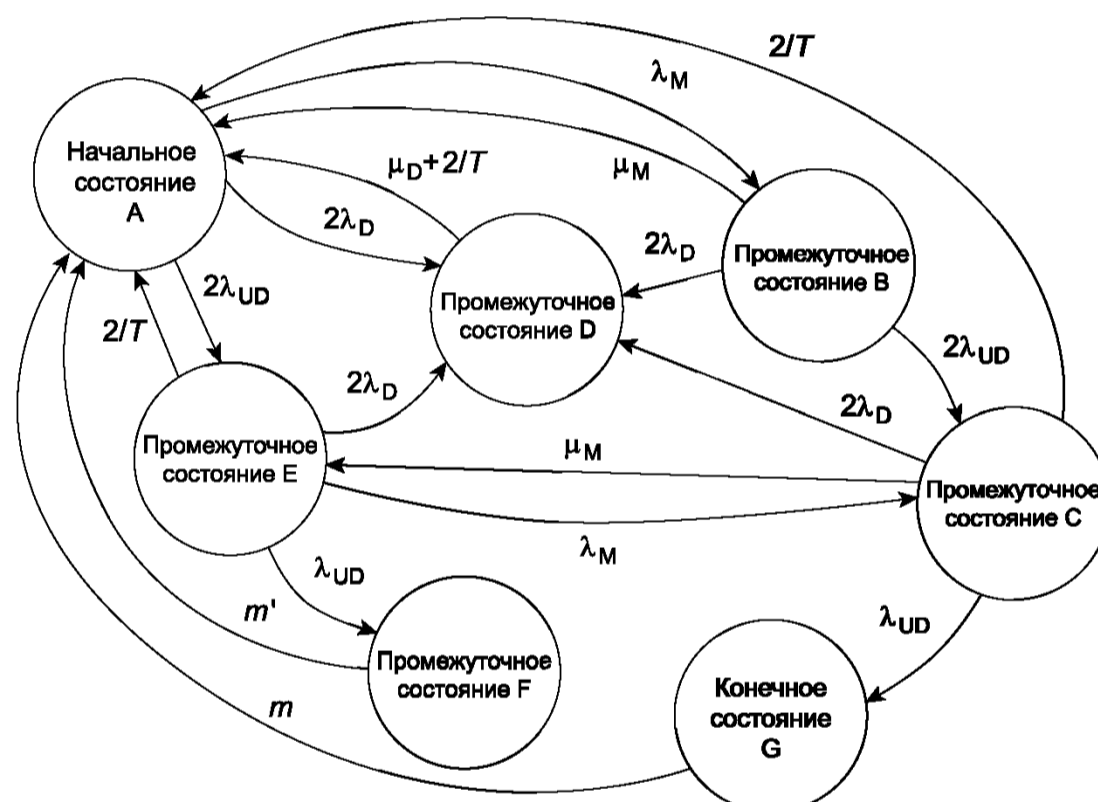 2/T
λM
Начальное
состояние
A
μD+2/T
μM
2λD
2λD
Промежуточное
состояние B
Промежуточное
состояние D
2λUD
2/T
2λUD
2λD
2λD
Промежуточное
состояние E
μM
Промежуточное
состояние C
λM
λUD
λUD
m'
Промежуточное
состояние F
Конечное
состояние
G
m